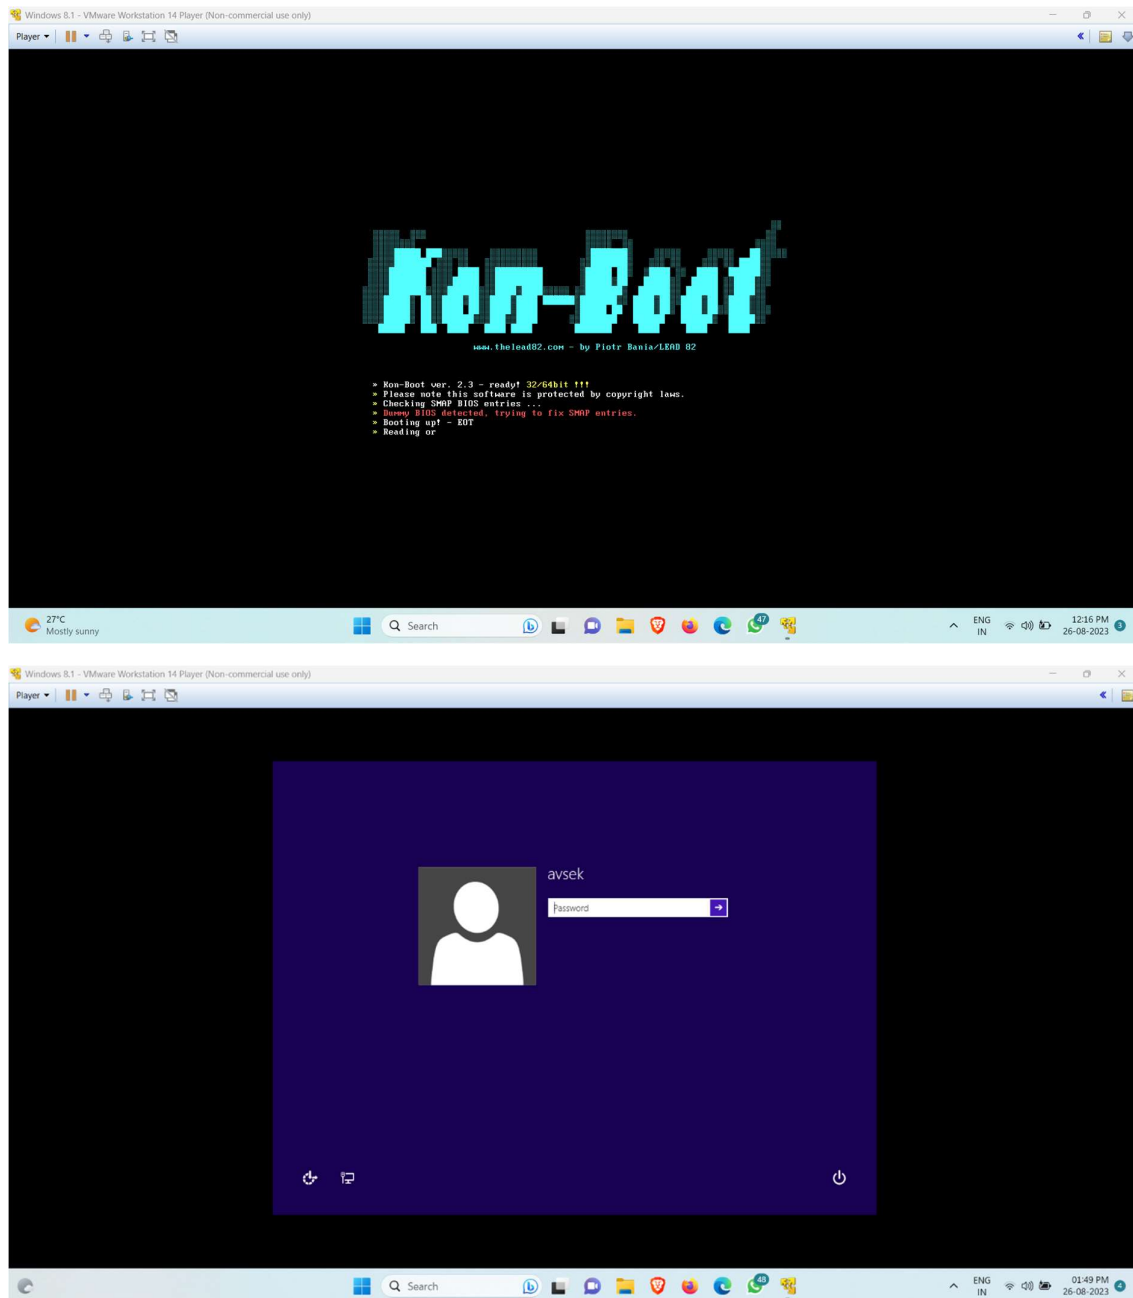 Windows 8.1 - VMware Workstation 14 Player (Non-commercial use only)
Player
Kon-Boot
www.thelead82.com - by Piotr Bania/LEAD 82
» Kon-Boot ver. 2.3 - ready! 32/64bit !!!
» Please note this software is protected by copyright laws.
» Checking SMAP BIOS entries ...
» Dummy BIOS detected, trying to fix SMAP entries.
» Booting up! - EOT
» Reading or
27°C
Mostly sunny
Search
47
ENG
IN
12:16 PM
26-08-2023
3
Windows 8.1 - VMware Workstation 14 Player (Non-commercial use only)
Player
avsek
Password
Search
48
ENG
IN
01:49 PM
26-08-2023
4